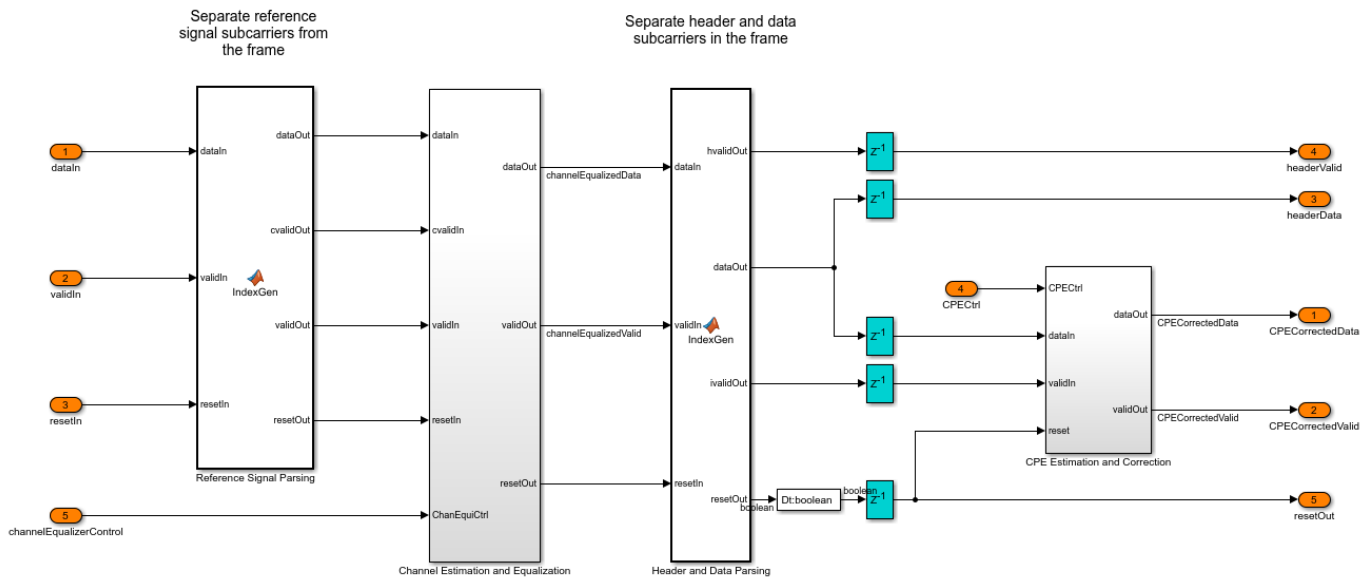 Separate reference
signal subcarriers from
the frame
Separate header and data
subcarriers in the frame
1
dataIn
2
validIn
3
resetIn
5
channelEqualizerControl
dataIn
validIn
resetIn
IndexGen
dataOut
cvalidOut
validOut
resetOut
Reference Signal Parsing
dataIn
cvalidIn
validIn
resetIn
ChanEquiCtrl
dataOut
validOut
resetOut
Channel Estimation and Equalization
channelEqualizedData
channelEqualizedValid
dataIn
validIn
resetIn
IndexGen
hvalidOut
dataOut
ivalidOut
resetOut
Header and Data Parsing
boolean
Dt:boolean
boolean
z-1
z-1
z-1
z-1
z-1
4
CPECtrl
CPECtrl
dataIn
validIn
reset
dataOut
validOut
CPE Estimation and Correction
CPECorrectedData
CPECorrectedValid
4
headerValid
3
headerData
1
CPECorrectedData
2
CPECorrectedValid
5
resetOut